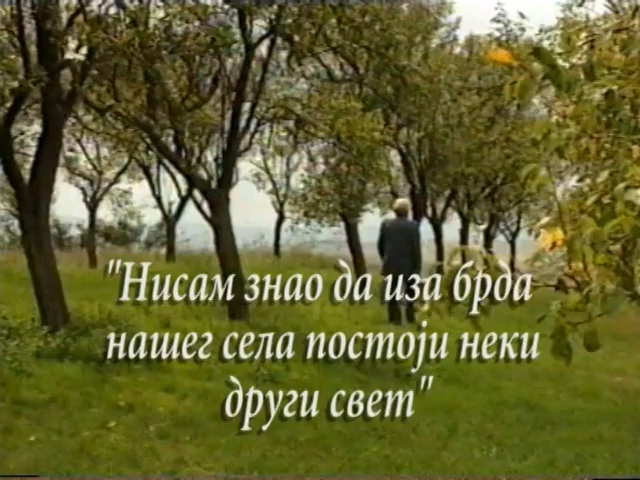 "Нисам знао да иза брда
нашег села постоји неки
други свет"